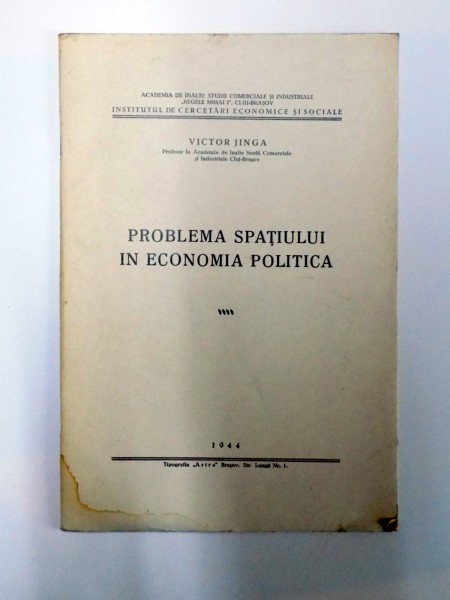 ACADEMIA DE INALTE STUDII COMERCIALE ȘI INDUSTRIALE
„REGELE MIHAI I", CLUJ-BRAȘOV
INSTITUTUL DE CERCETĂRI ECONOMICE ȘI SOCIALE
VICTOR JINGA
Profesor la Academia de Inalte Studii Comerciale
și Industriale Cluj-Brașov
PROBLEMA SPAȚIULUI
IN ECONOMIA POLITICA
1944
Tipografia „Astra" Brașov, Str. Lungă Nr. 1.